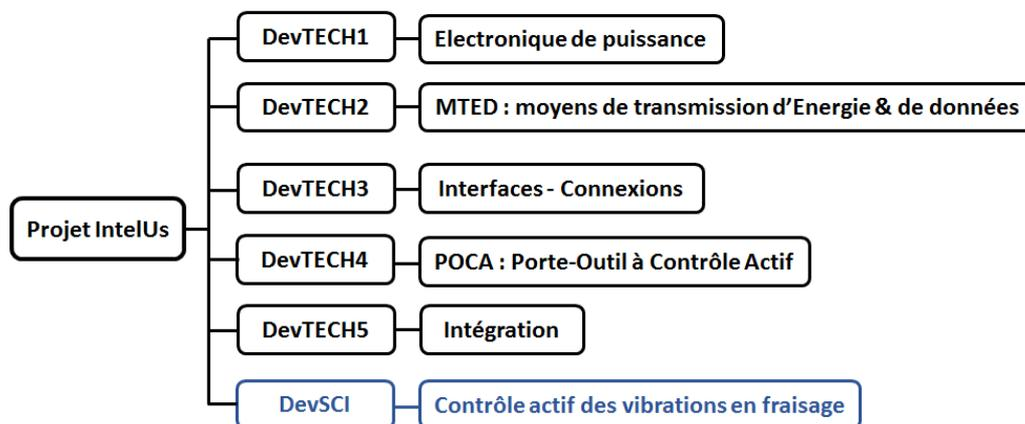 DevTECH1
Electronique de puissance
DevTECH2
MTED : moyens de transmission d'Energie & de données
DevTECH3
Interfaces - Connexions
Projet IntelUs
DevTECH4
POCA : Porte-Outil à Contrôle Actif
DevTECH5
Intégration
DevSCI
Contrôle actif des vibrations en fraisage